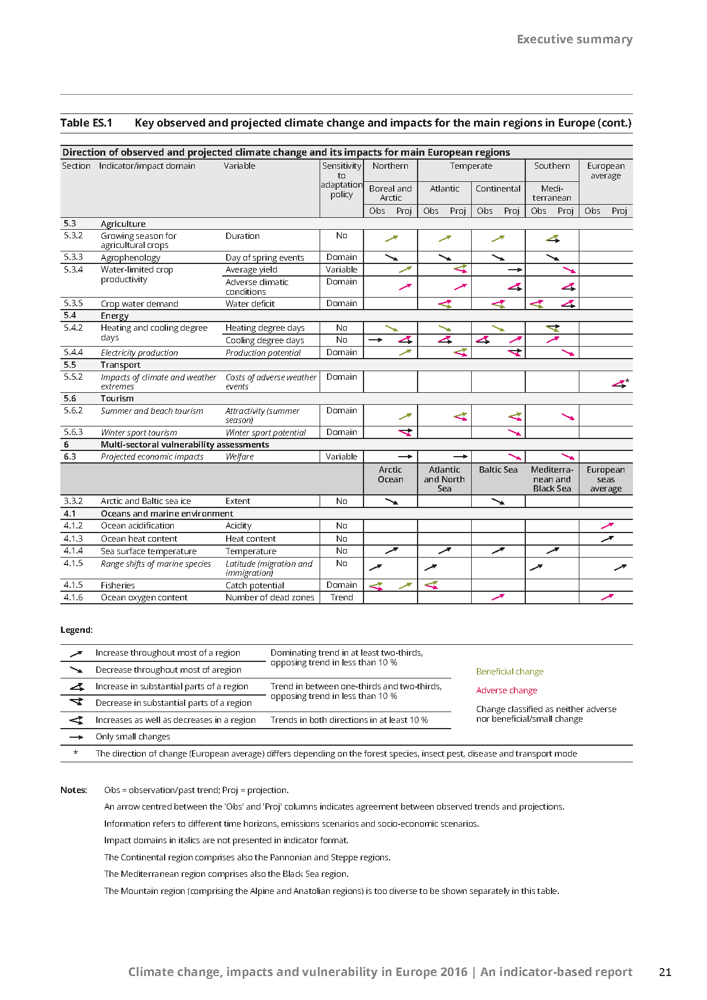 Executive summary
Table ES.1 Key observed and projected climate change and impacts for the main regions in Europe (cont.)
Direction of observed and projected climate change and its impacts for main European regions
Section Indicator/impact domain Variable Sensitivity to adaptation policy Northern Temperate Southern European average
Boreal and Arctic Atlantic Continental Medi-terranean
Obs Proj Obs Proj Obs Proj Obs Proj Obs Proj
5.3 Agriculture
5.3.2 Growing season for Duration No
agricultural crops
5.3.3 Agrophenology Day of spring events Domain
5.3.4 Water-limited crop Average yield Variable
productivity Adverse climatic Domain
conditions
5.3.5 Crop water demand Water deficit Domain
5.4 Energy
5.4.2 Heating and cooling degree Heating degree days No
days Cooling degree days No
5.4.4 Electricity production Production potential Domain
5.5 Transport
5.5.2 Impacts of climate and weather Costs of adverse weather Domain
extremes events *
5.6 Tourism
5.6.2 Summer and beach tourism Attractivity (summer Domain
season)
5.6.3 Winter sport tourism Winter sport potential Domain
6 Multi-sectoral vulnerability assessments
6.3 Projected economic impacts Welfare Variable
Arctic Atlantic Baltic Sea Mediterra- European
Ocean and North nean and seas
Sea Black Sea average
3.3.2 Arctic and Baltic sea ice Extent No
4.1 Oceans and marine environment
4.1.2 Ocean acidification Acidity No
4.1.3 Ocean heat content Heat content No
4.1.4 Sea surface temperature Temperature No
4.1.5 Range shifts of marine species Latitude (migration and No
immigration)
4.1.5 Fisheries Catch potential Domain
4.1.6 Ocean oxygen content Number of dead zones Trend
Legend:
Increase throughout most of a region Dominating trend in at least two-thirds,
opposing trend in less than 10 %
Decrease throughout most of aregion Beneficial change
Increase in substantial parts of a region Trend in between one-thirds and two-thirds,
opposing trend in less than 10 % Adverse change
Decrease in substantial parts of a region
Change classified as neither adverse
Increases as well as decreases in a region Trends in both directions in at least 10 % nor beneficial/small change
Only small changes
* The direction of change (European average) differs depending on the forest species, insect pest, disease and transport mode
Notes: Obs = observation/past trend; Proj = projection.
An arrow centred between the 'Obs' and 'Proj' columns indicates agreement between observed trends and projections.
Information refers to different time horizons, emissions scenarios and socio-economic scenarios.
Impact domains in italics are not presented in indicator format.
The Continental region comprises also the Pannonian and Steppe regions.
The Mediterranean region comprises also the Black Sea region.
The Mountain region (comprising the Alpine and Anatolian regions) is too diverse to be shown separately in this table.
Climate change, impacts and vulnerability in Europe 2016 | An indicator-based report 21